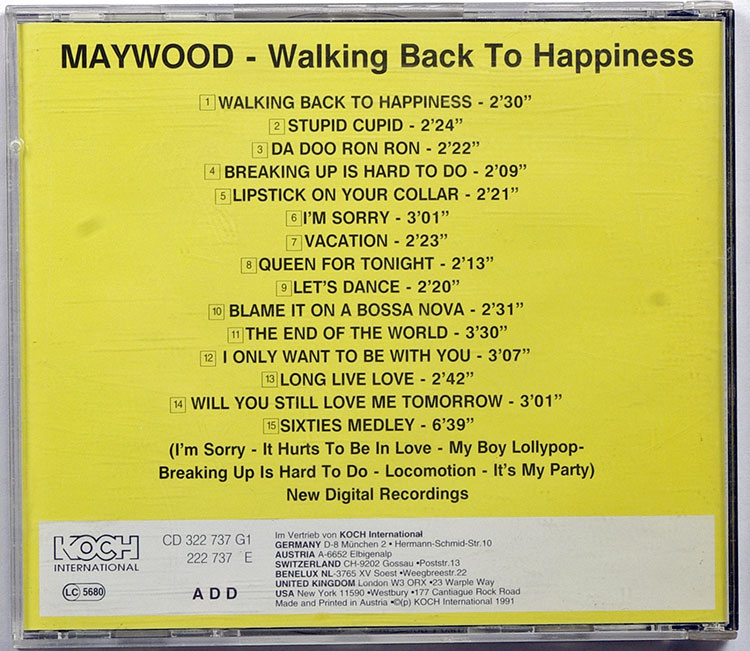 MAYWOOD - Walking Back To Happiness
1 WALKING BACK TO HAPPINESS - 2'30”
2 STUPID CUPID - 2'24”
3 DA DOO RON RON - 2'22”
4 BREAKING UP IS HARD TO DO - 2'09”
5 LIPSTICK ON YOUR COLLAR - 2'21”
6 I'M SORRY - 3'01”
7 VACATION - 2'23”
8 QUEEN FOR TONIGHT - 2'13”
9 LET'S DANCE - 2'20”
10 BLAME IT ON A BOSSA NOVA - 2'31”
11 THE END OF THE WORLD - 3'30”
12 I ONLY WANT TO BE WITH YOU - 3'07”
13 LONG LIVE LOVE - 2'42”
14 WILL YOU STILL LOVE ME TOMORROW - 3'01”
15 SIXTIES MEDLEY - 6'39”
(I'm Sorry - It Hurts To Be In Love - My Boy Lollypop-
Breaking Up Is Hard To Do - Locomotion - It's My Party)
New Digital Recordings
KOCH
INTERNATIONAL
LC 5680
CD 322 737 G1
222 737 E
ADD
Im Vertrieb von KOCH International
GERMANY D-8 München 2 • Hermann-Schmid-Str.10
AUSTRIA A-6652 Elbigenalp
SWITZERLAND CH-9202 Gossau •Poststr.13
BENELUX NL-3765 XV Soest •Weegbreestr.22
UNITED KINGDOM London W3 ORX •23 Warple Way
USA New York 11590 •Westbury •177 Cantiague Rock Road
Made and Printed in Austria •©(p) KOCH International 1991